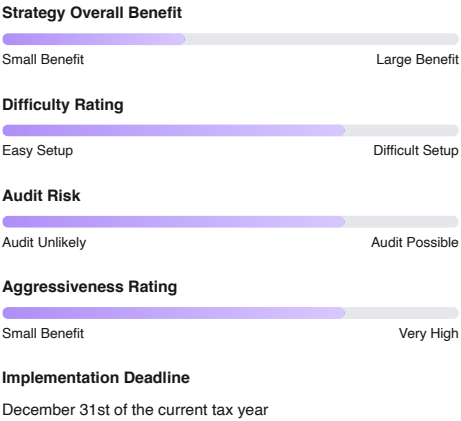 Strategy Overall Benefit
Small Benefit Large Benefit
Difficulty Rating
Easy Setup Difficult Setup
Audit Risk
Audit Unlikely Audit Possible
Aggressiveness Rating
Small Benefit Very High
Implementation Deadline
December 31st of the current tax year